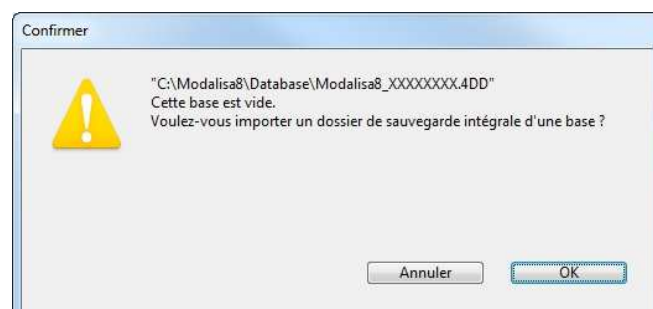 Confirmer
"C:\Modalisa8\Database\Modalisa8_XXXXXXXX.4DD"
Cette base est vide.
Voulez-vous importer un dossier de sauvegarde intégrale d'une base ?
Annuler OK